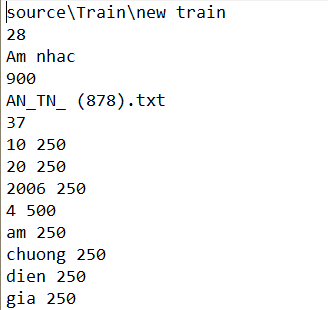 source\Train\new train
28
Am nhac
900
AN_TN_ (878).txt
37
10 250
20 250
2006 250
4 500
am 250
chuong 250
dien 250
gia 250